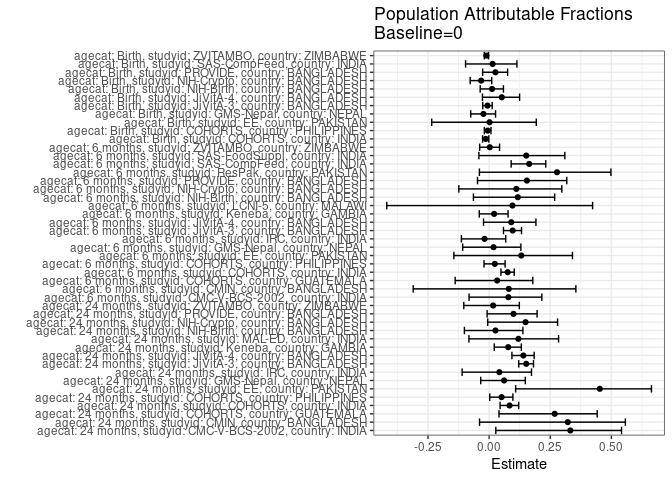 Population Attributable Fractions
Baseline=0
agecat: Birth, studyid: ZVITAMBO, country: ZIMBABWE
agecat: Birth, studyid: SAS-CompFeed, country: INDIA
agecat: Birth, studyid: PROVIDE, country: BANGLADESH
agecat: Birth, studyid: NIH-Crypto, country: BANGLADESH
agecat: Birth, studyid: NIH-Birth, country: BANGLADESH
agecat: Birth, studyid: JiVitA-4, country: BANGLADESH
agecat: Birth, studyid: JiVitA-3, country: BANGLADESH
agecat: Birth, studyid: GMS-Nepal, country: NEPAL
agecat: Birth, studyid: EE, country: PAKISTAN
agecat: Birth, studyid: COHORTS, country: PHILIPPINES
agecat: Birth, studyid: COHORTS, country: INDIA
agecat: 6 months, studyid: ZVITAMBO, country: ZIMBABWE
agecat: 6 months, studyid: SAS-FoodSuppl, country: INDIA
agecat: 6 months, studyid: SAS-CompFeed, country: INDIA
agecat: 6 months, studyid: ResPak, country: PAKISTAN
agecat: 6 months, studyid: PROVIDE, country: BANGLADESH
agecat: 6 months, studyid: NIH-Crypto, country: BANGLADESH
agecat: 6 months, studyid: NIH-Birth, country: BANGLADESH
agecat: 6 months, studyid: LCNI-5, country: MALAWI
agecat: 6 months, studyid: Keneba, country: GAMBIA
agecat: 6 months, studyid: JiVitA-4, country: BANGLADESH
agecat: 6 months, studyid: JiVitA-3, country: BANGLADESH
agecat: 6 months, studyid: IRC, country: INDIA
agecat: 6 months, studyid: GMS-Nepal, country: NEPAL
agecat: 6 months, studyid: EE, country: PAKISTAN
agecat: 6 months, studyid: COHORTS, country: PHILIPPINES
agecat: 6 months, studyid: COHORTS, country: INDIA
agecat: 6 months, studyid: COHORTS, country: GUATEMALA
agecat: 6 months, studyid: CMIN, country: BANGLADESH
agecat: 6 months, studyid: CMC-V-BCS-2002, country: INDIA
agecat: 24 months, studyid: ZVITAMBO, country: ZIMBABWE
agecat: 24 months, studyid: PROVIDE, country: BANGLADESH
agecat: 24 months, studyid: NIH-Crypto, country: BANGLADESH
agecat: 24 months, studyid: NIH-Birth, country: BANGLADESH
agecat: 24 months, studyid: MAL-ED, country: INDIA
agecat: 24 months, studyid: Keneba, country: GAMBIA
agecat: 24 months, studyid: JiVitA-4, country: BANGLADESH
agecat: 24 months, studyid: JiVitA-3, country: BANGLADESH
agecat: 24 months, studyid: IRC, country: INDIA
agecat: 24 months, studyid: GMS-Nepal, country: NEPAL
agecat: 24 months, studyid: EE, country: PAKISTAN
agecat: 24 months, studyid: COHORTS, country: PHILIPPINES
agecat: 24 months, studyid: COHORTS, country: INDIA
agecat: 24 months, studyid: COHORTS, country: GUATEMALA
agecat: 24 months, studyid: CMIN, country: BANGLADESH
agecat: 24 months, studyid: CMC-V-BCS-2002, country: INDIA
-0.25 0.00 0.25 0.50
Estimate